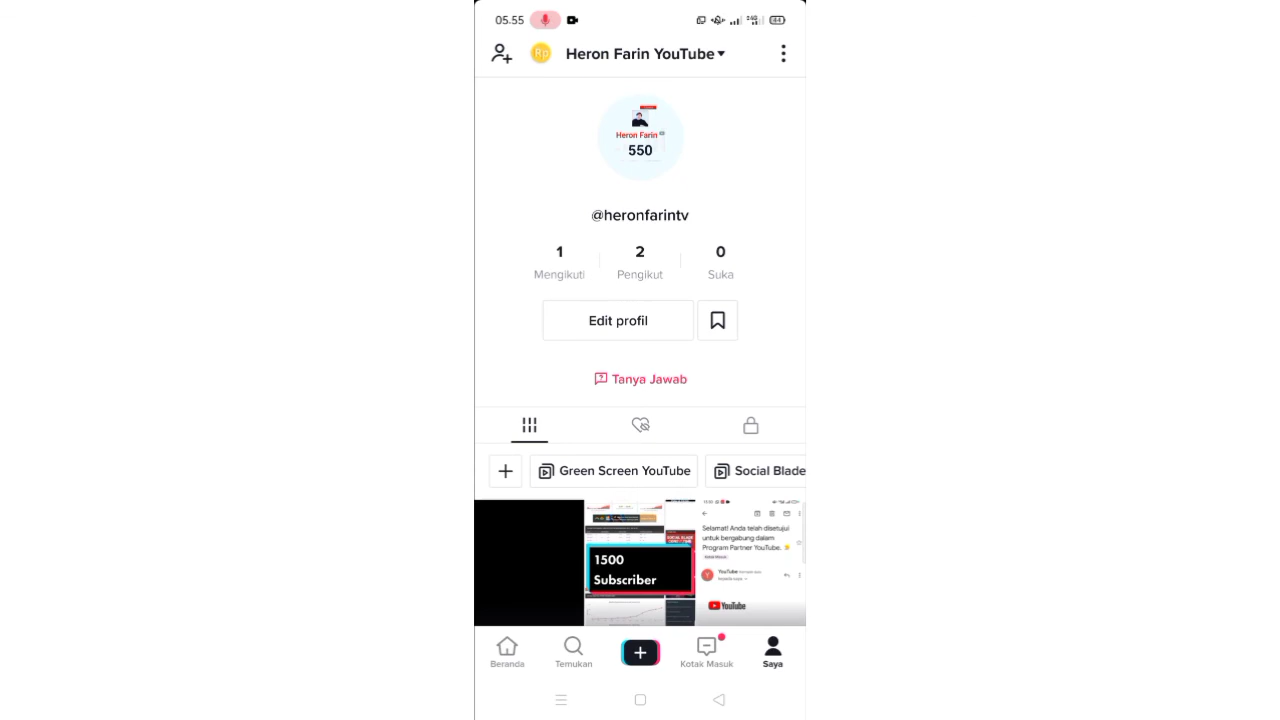 05.55
84
Rp
Heron Farin YouTube
Heron Farin
550
@heronfarintv
1
2
0
Mengikuti
Pengikut
Suka
Edit profil
Tanya Jawab
Green Screen YouTube
Social Blade
1500
Subscriber
Selamat! Anda telah disetujui
untuk bergabung dalam
Program Partner YouTube.
YouTube
YouTube
Beranda
Temukan
Kotak Masuk
Saya